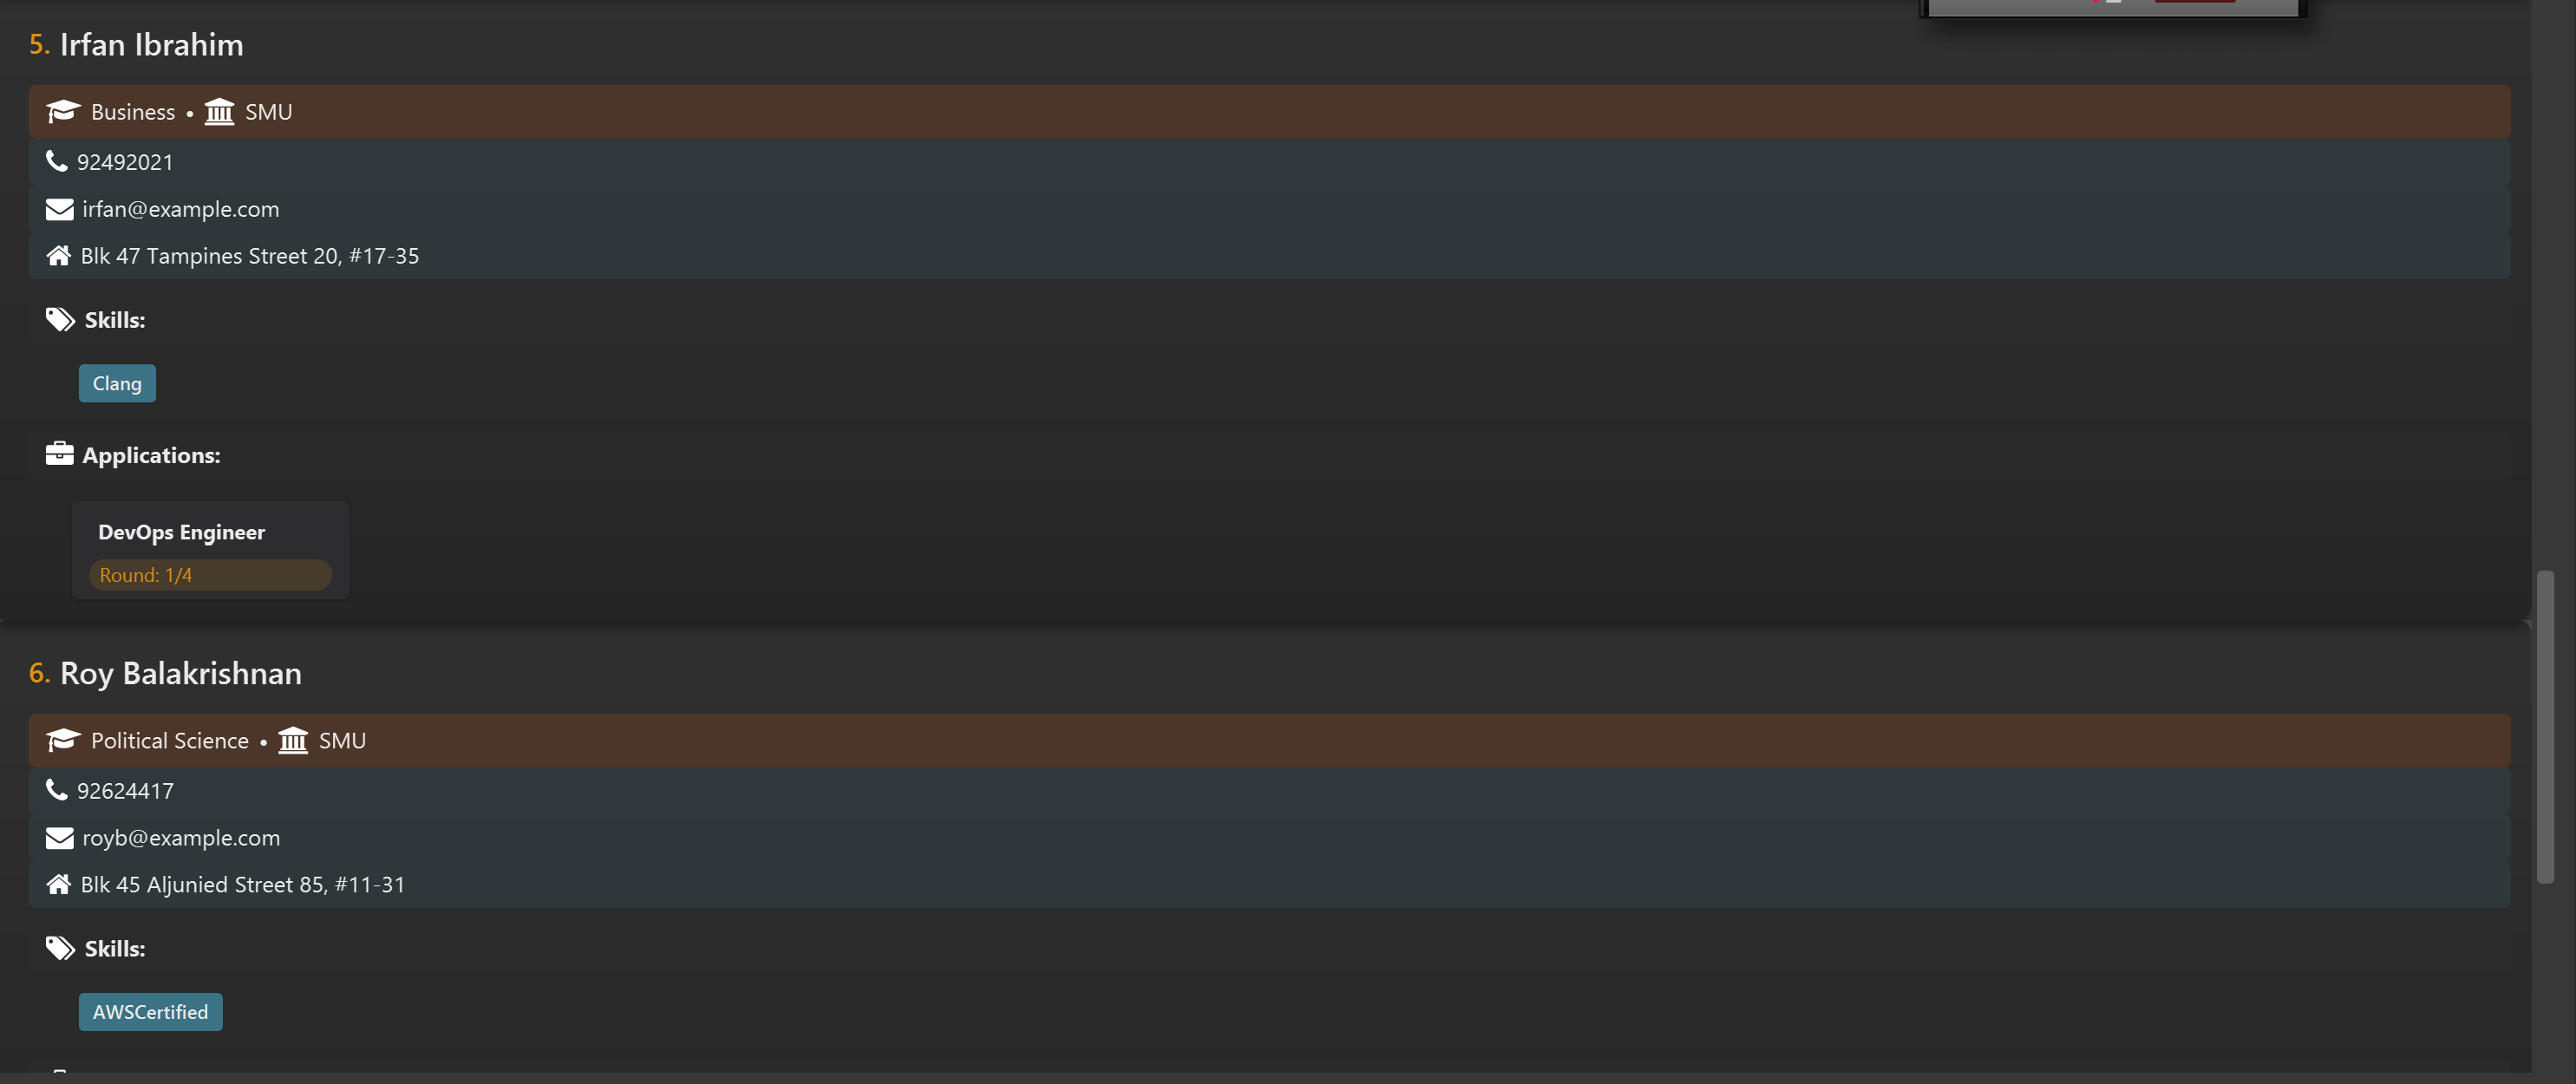 5. Irfan Ibrahim
Business • SMU
92492021
irfan@example.com
Blk 47 Tampines Street 20, #17-35
Skills:
Clang
Applications:
DevOps Engineer
Round: 1/4
6. Roy Balakrishnan
Political Science • SMU
92624417
royb@example.com
Blk 45 Aljunied Street 85, #11-31
Skills:
AWSCertified